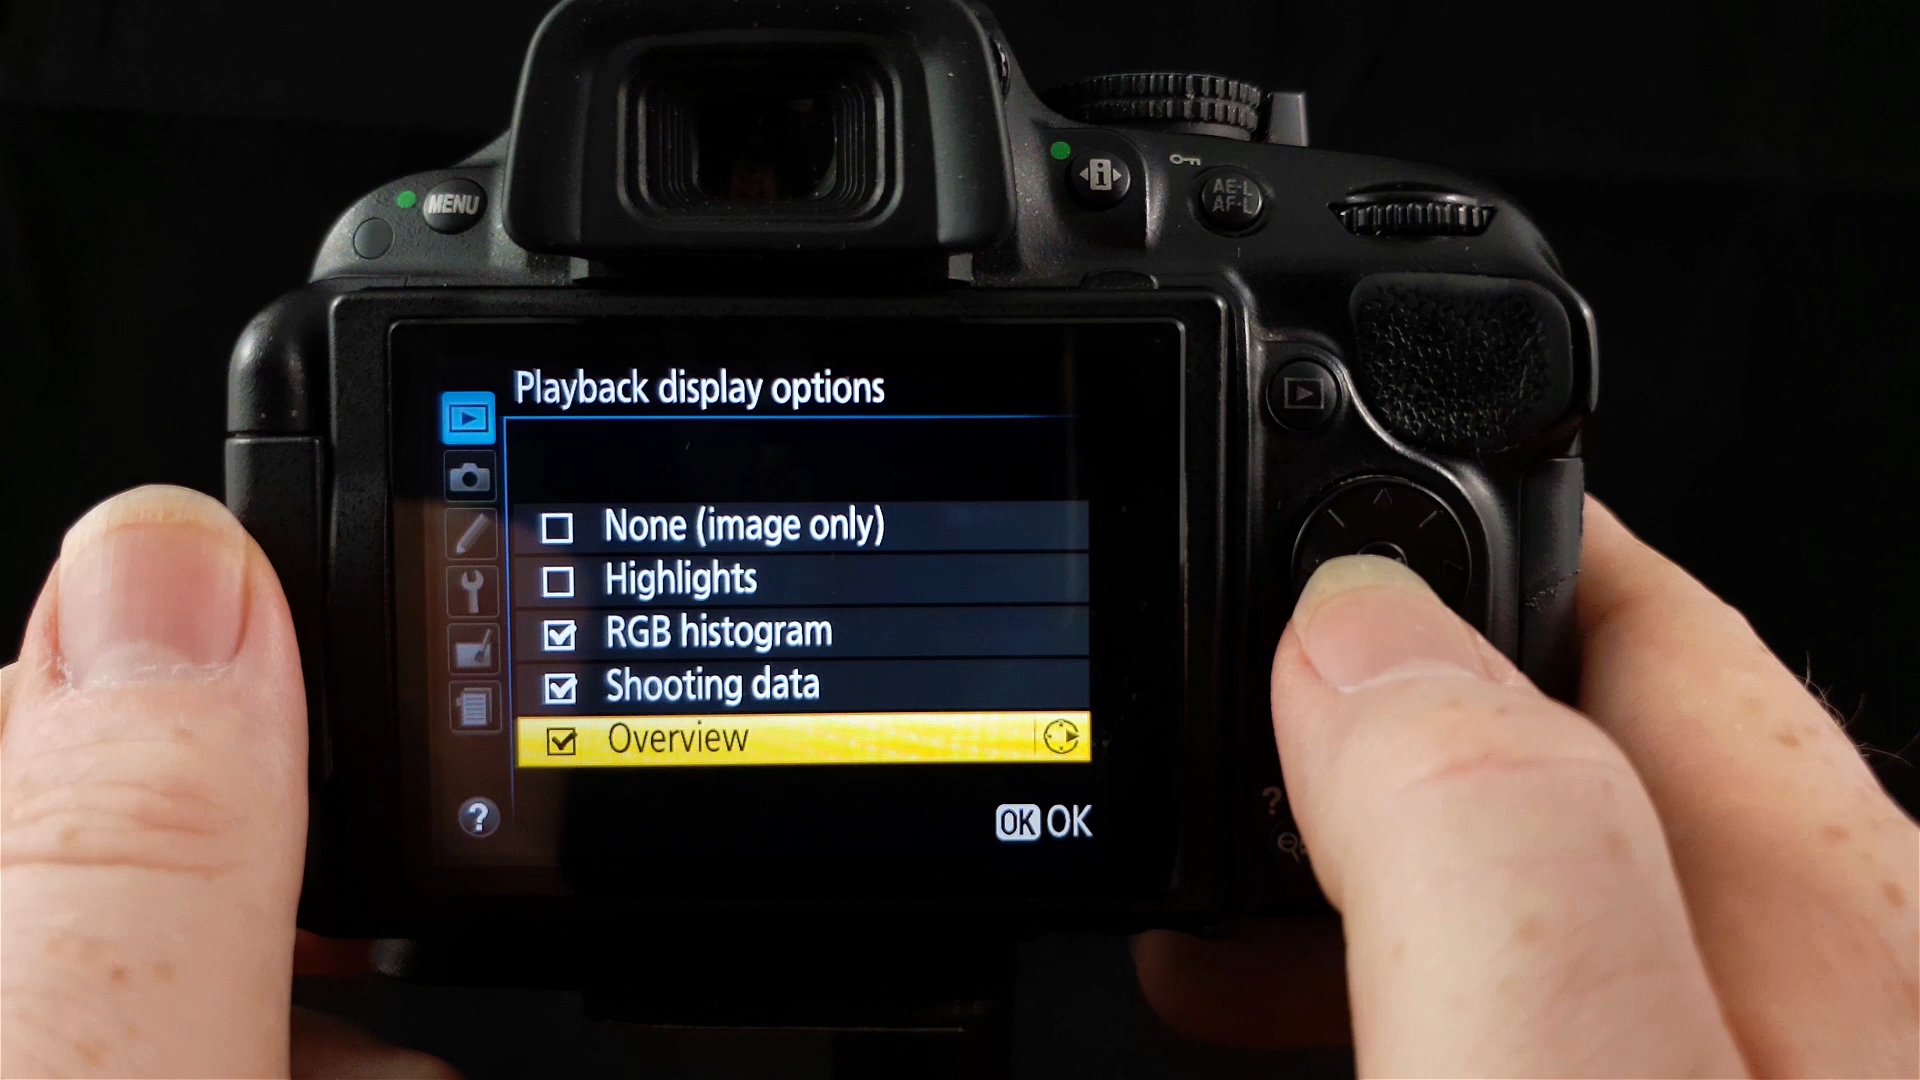 MENU
i
AE-L
AF-L
Playback display options
None (image only)
Highlights
RGB histogram
Shooting data
Overview
?
OK OK
?